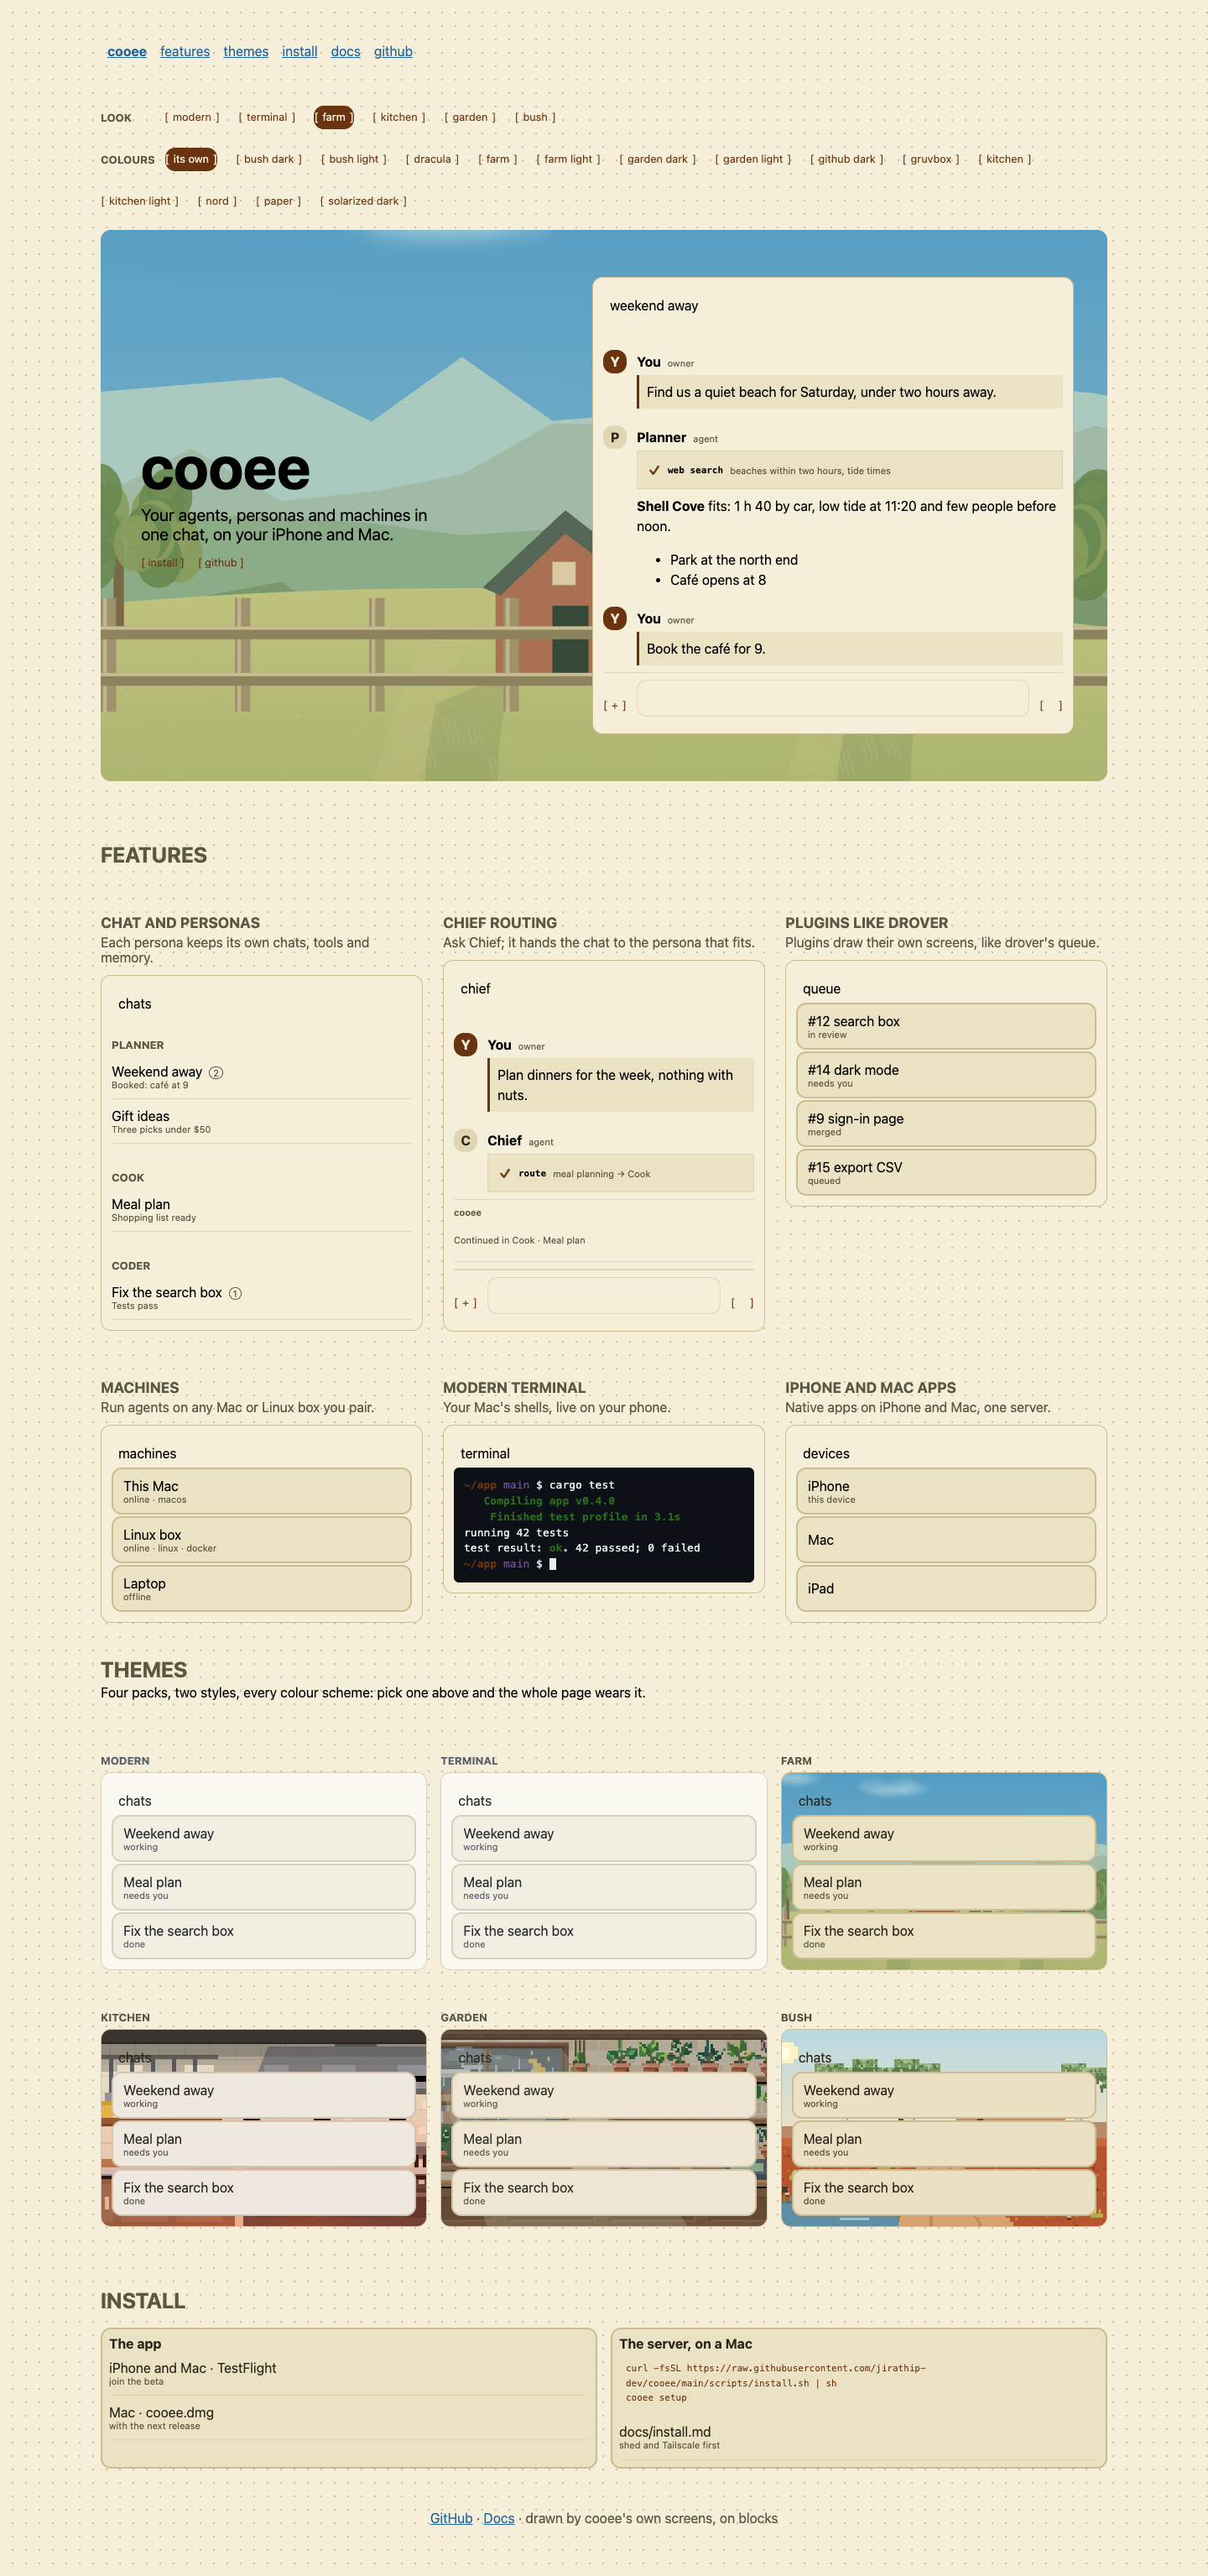 cooee features themes install docs github
LOOK [ modern ] [ terminal ] [ farm ] [ kitchen ] [ garden ] [ bush ]
COLOURS [ its own ] [ bush dark ] [ bush light ] [ dracula ] [ farm ] [ farm light ] [ garden dark ] [ garden light ] [ github dark ] [ gruvbox ] [ kitchen ]
[ kitchen light ] [ nord ] [ paper ] [ solarized dark ]
cooee
Your agents, personas and machines in
one chat, on your iPhone and Mac.
[ install ] [ github ]
weekend away
Y You owner
Find us a quiet beach for Saturday, under two hours away.
P Planner agent
✓ web search beaches within two hours, tide times
Shell Cove fits: 1 h 40 by car, low tide at 11:20 and few people before
noon.
• Park at the north end
• Café opens at 8
Y You owner
Book the café for 9.
[ + ] [ ]
FEATURES
CHAT AND PERSONAS
Each persona keeps its own chats, tools and
memory.
chats
PLANNER
Weekend away 2
Booked: café at 9
Gift ideas
Three picks under $50
COOK
Meal plan
Shopping list ready
CODER
Fix the search box 1
Tests pass
CHIEF ROUTING
Ask Chief; it hands the chat to the persona that fits.
chief
Y You owner
Plan dinners for the week, nothing with
nuts.
C Chief agent
✓ route meal planning → Cook
cooee
Continued in Cook · Meal plan
[ + ] [ ]
PLUGINS LIKE DROVER
Plugins draw their own screens, like drover's queue.
queue
#12 search box
in review
#14 dark mode
needs you
#9 sign-in page
merged
#15 export CSV
queued
MACHINES
Run agents on any Mac or Linux box you pair.
machines
This Mac
online · macos
Linux box
online · linux · docker
Laptop
offline
MODERN TERMINAL
Your Mac's shells, live on your phone.
terminal
~/app main $ cargo test
Compiling app v0.4.0
Finished test profile in 3.1s
running 42 tests
test result: ok. 42 passed; 0 failed
~/app main $
IPHONE AND MAC APPS
Native apps on iPhone and Mac, one server.
devices
iPhone
this device
Mac
iPad
THEMES
Four packs, two styles, every colour scheme: pick one above and the whole page wears it.
MODERN
chats
Weekend away
working
Meal plan
needs you
Fix the search box
done
TERMINAL
chats
Weekend away
working
Meal plan
needs you
Fix the search box
done
FARM
chats
Weekend away
working
Meal plan
needs you
Fix the search box
done
KITCHEN
chats
Weekend away
working
Meal plan
needs you
Fix the search box
done
GARDEN
chats
Weekend away
working
Meal plan
needs you
Fix the search box
done
BUSH
chats
Weekend away
working
Meal plan
needs you
Fix the search box
done
INSTALL
The app
iPhone and Mac · TestFlight
join the beta
Mac · cooee.dmg
with the next release
The server, on a Mac
curl -fsSL https://raw.githubusercontent.com/jirathip-
dev/cooee/main/scripts/install.sh | sh
cooee setup
docs/install.md
shed and Tailscale first
GitHub · Docs · drawn by cooee's own screens, on blocks